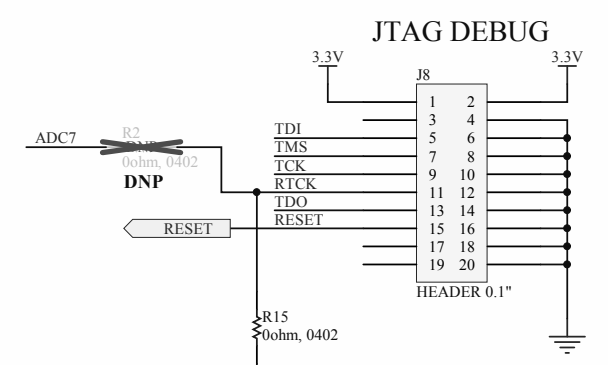 JTAG DEBUG
3.3V
3.3V
J8
1 2
3 4
TDI 5 6
TMS 7 8
TCK 9 10
RTCK 11 12
TDO 13 14
RESET 15 16
17 18
19 20
HEADER 0.1"
ADC7
R2
DNP
0ohm, 0402
DNP
RESET
R15
0ohm, 0402